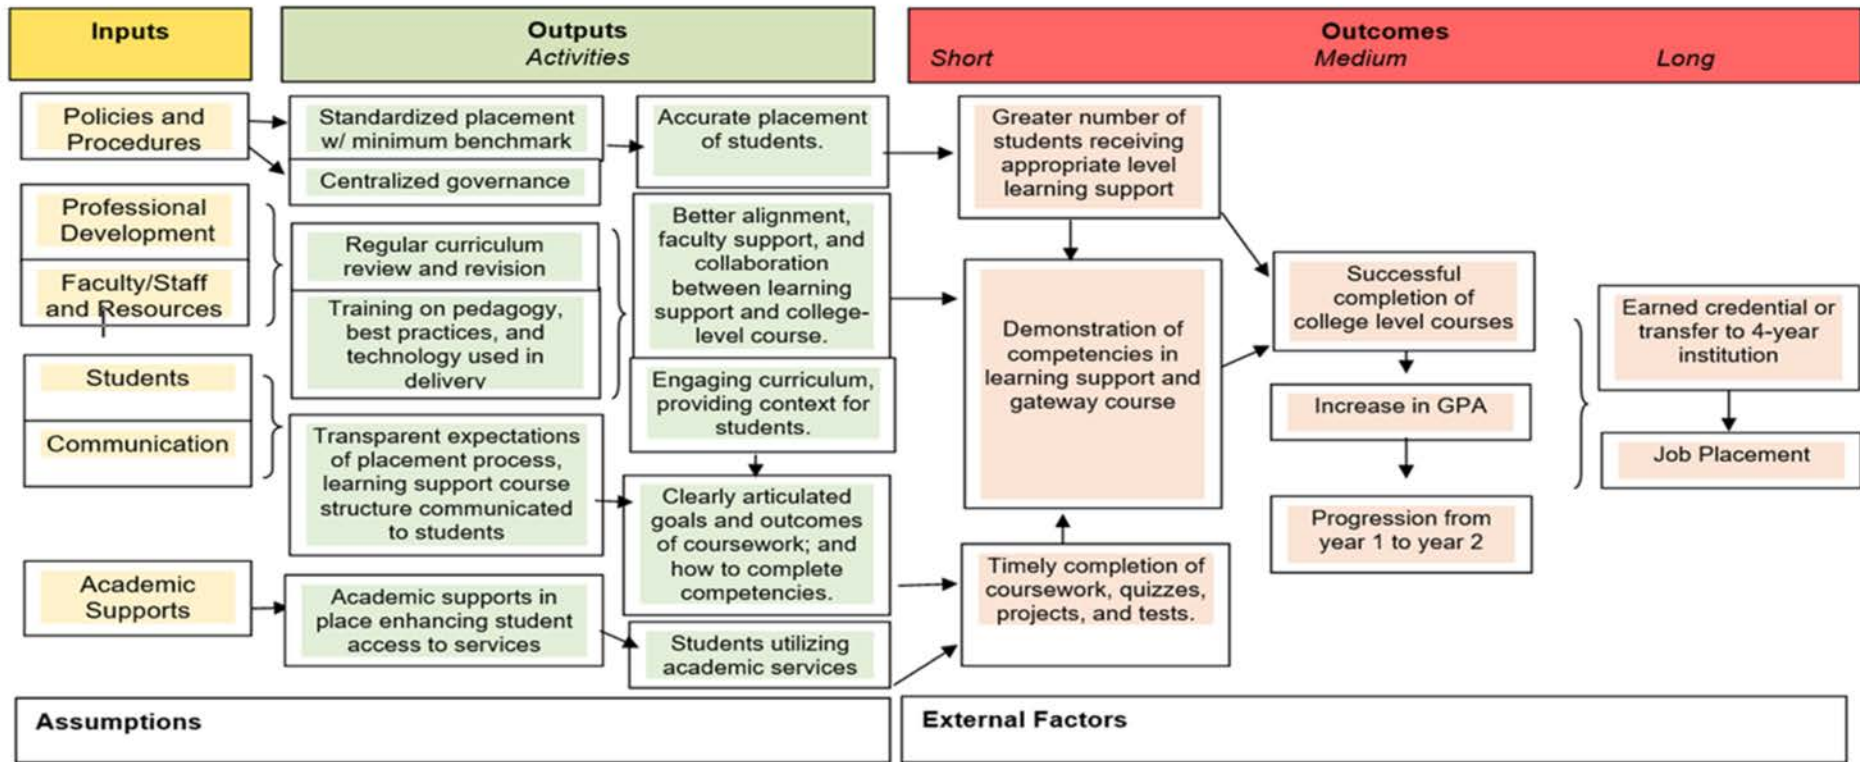 Inputs
Outputs
Activities
Outcomes
Short
Medium
Long
Policies and
Procedures
Professional
Development
Faculty/Staff
and Resources
Students
Communication
Academic
Supports
Standardized placement
w/ minimum benchmark
Centralized governance
Regular curriculum
review and revision
Training on pedagogy,
best practices, and
technology used in
delivery
Transparent expectations
of placement process,
learning support course
structure communicated
to students
Academic supports in
place enhancing student
access to services
Accurate placement
of students.
Better alignment,
faculty support, and
collaboration
between learning
support and college-
level course.
Engaging curriculum,
providing context for
students.
Clearly articulated
goals and outcomes
of coursework; and
how to complete
competencies.
Students utilizing
academic services
Greater number of
students receiving
appropriate level
learning support
Demonstration of
competencies in
learning support and
gateway course
Timely completion of
coursework, quizzes,
projects, and tests.
Successful
completion of
college level courses
Increase in GPA
Progression from
year 1 to year 2
Earned credential or
transfer to 4-year
institution
Job Placement
Assumptions
External Factors